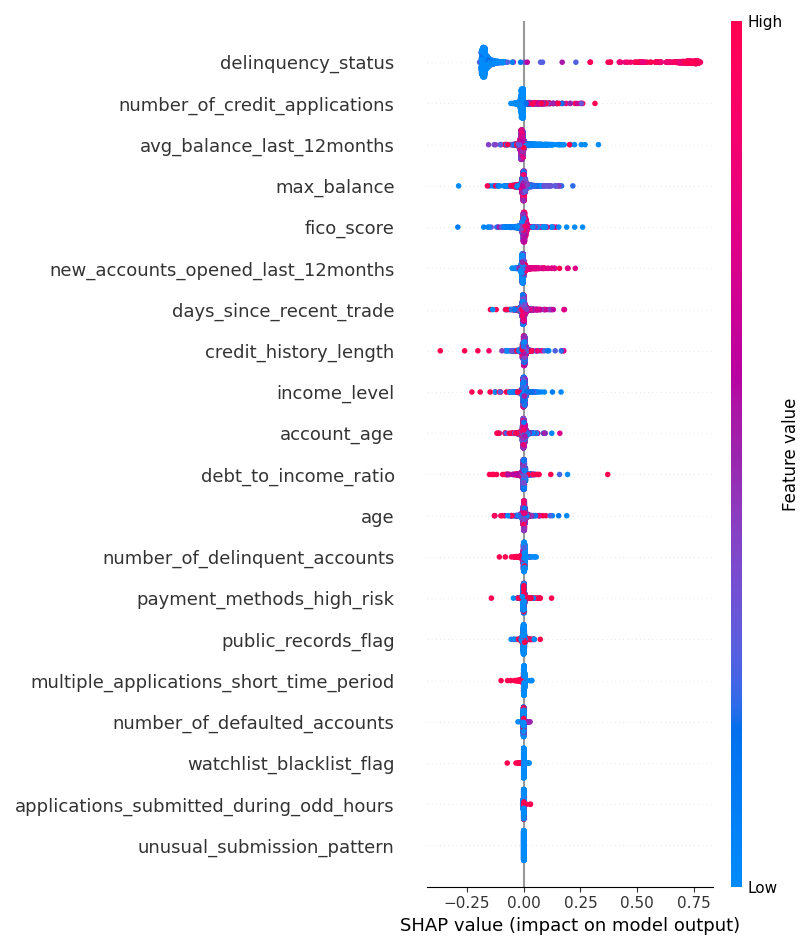 High
delinquency_status
number_of_credit_applications
avg_balance_last_12months
max_balance
fico_score
new_accounts_opened_last_12months
days_since_recent_trade
credit_history_length
income_level
account_age
debt_to_income_ratio
age
number_of_delinquent_accounts
payment_methods_high_risk
public_records_flag
multiple_applications_short_time_period
number_of_defaulted_accounts
watchlist_blacklist_flag
applications_submitted_during_odd_hours
unusual_submission_pattern
Feature value
Low
−0.25 0.00 0.25 0.50 0.75
SHAP value (impact on model output)